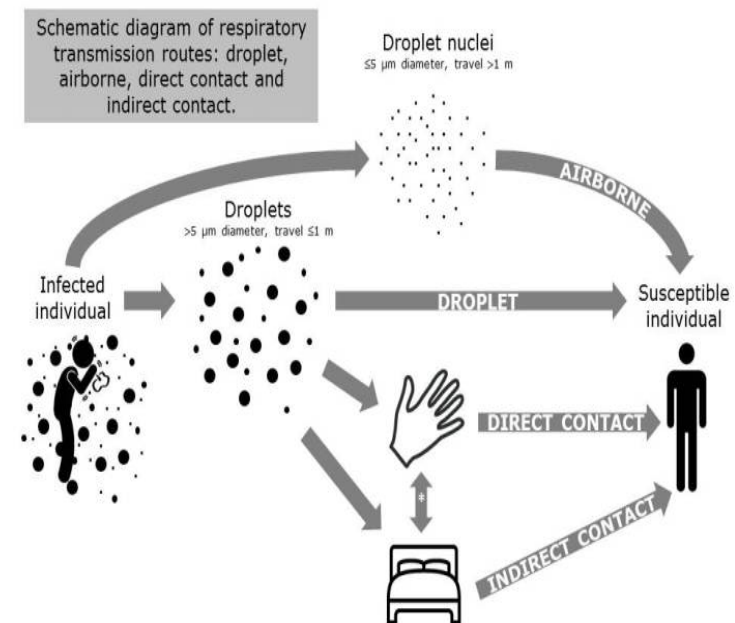 Schematic diagram of respiratory
transmission routes: droplet,
airborne, direct contact and
indirect contact.
Droplet nuclei
≤5 μm diameter, travel >1 m
AIRBORNE
Droplets
>5 μm diameter, travel ≤1 m
Infected
individual
DROPLET
Susceptible
individual
DIRECT CONTACT
*
INDIRECT CONTACT